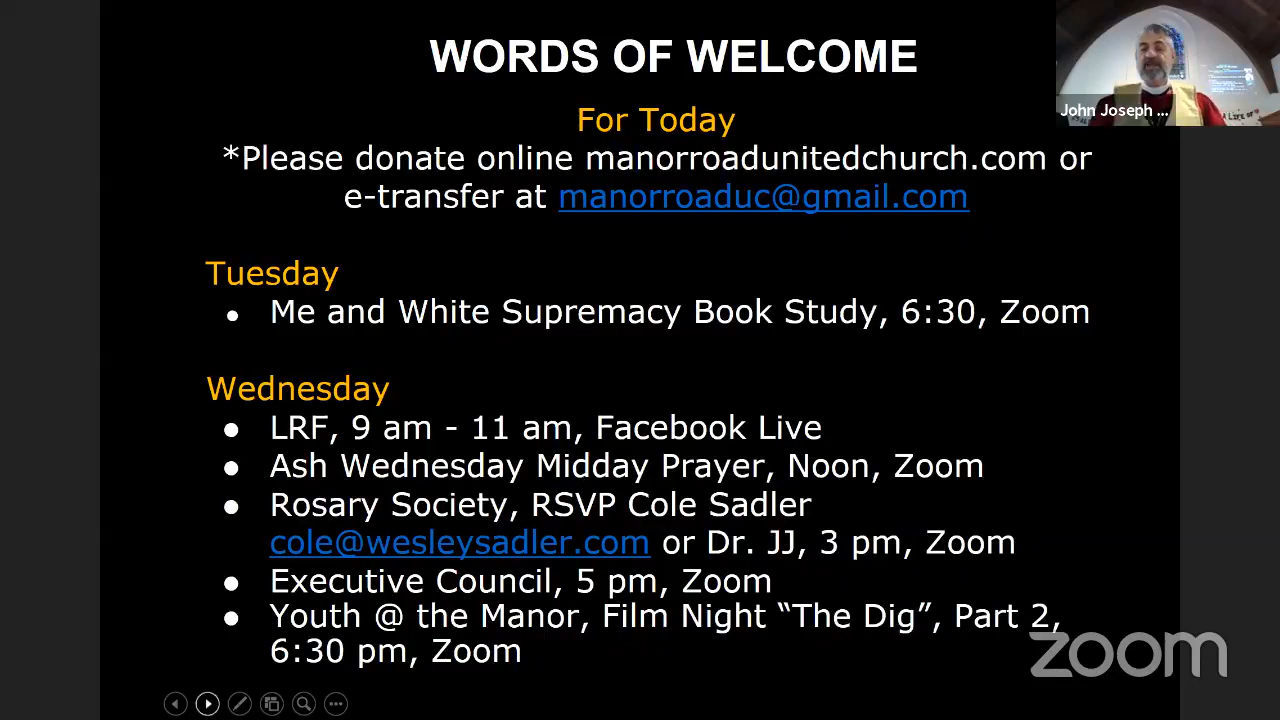 WORDS OF WELCOME
John Joseph ...
For Today
*Please donate online manorroadunitedchurch.com or
e-transfer at manorroaduc@gmail.com
Tuesday
● Me and White Supremacy Book Study, 6:30, Zoom
Wednesday
● LRF, 9 am - 11 am, Facebook Live
● Ash Wednesday Midday Prayer, Noon, Zoom
● Rosary Society, RSVP Cole Sadler
cole@wesleysadler.com or Dr. JJ, 3 pm, Zoom
● Executive Council, 5 pm, Zoom
● Youth @ the Manor, Film Night “The Dig”, Part 2,
6:30 pm, Zoom
zoom